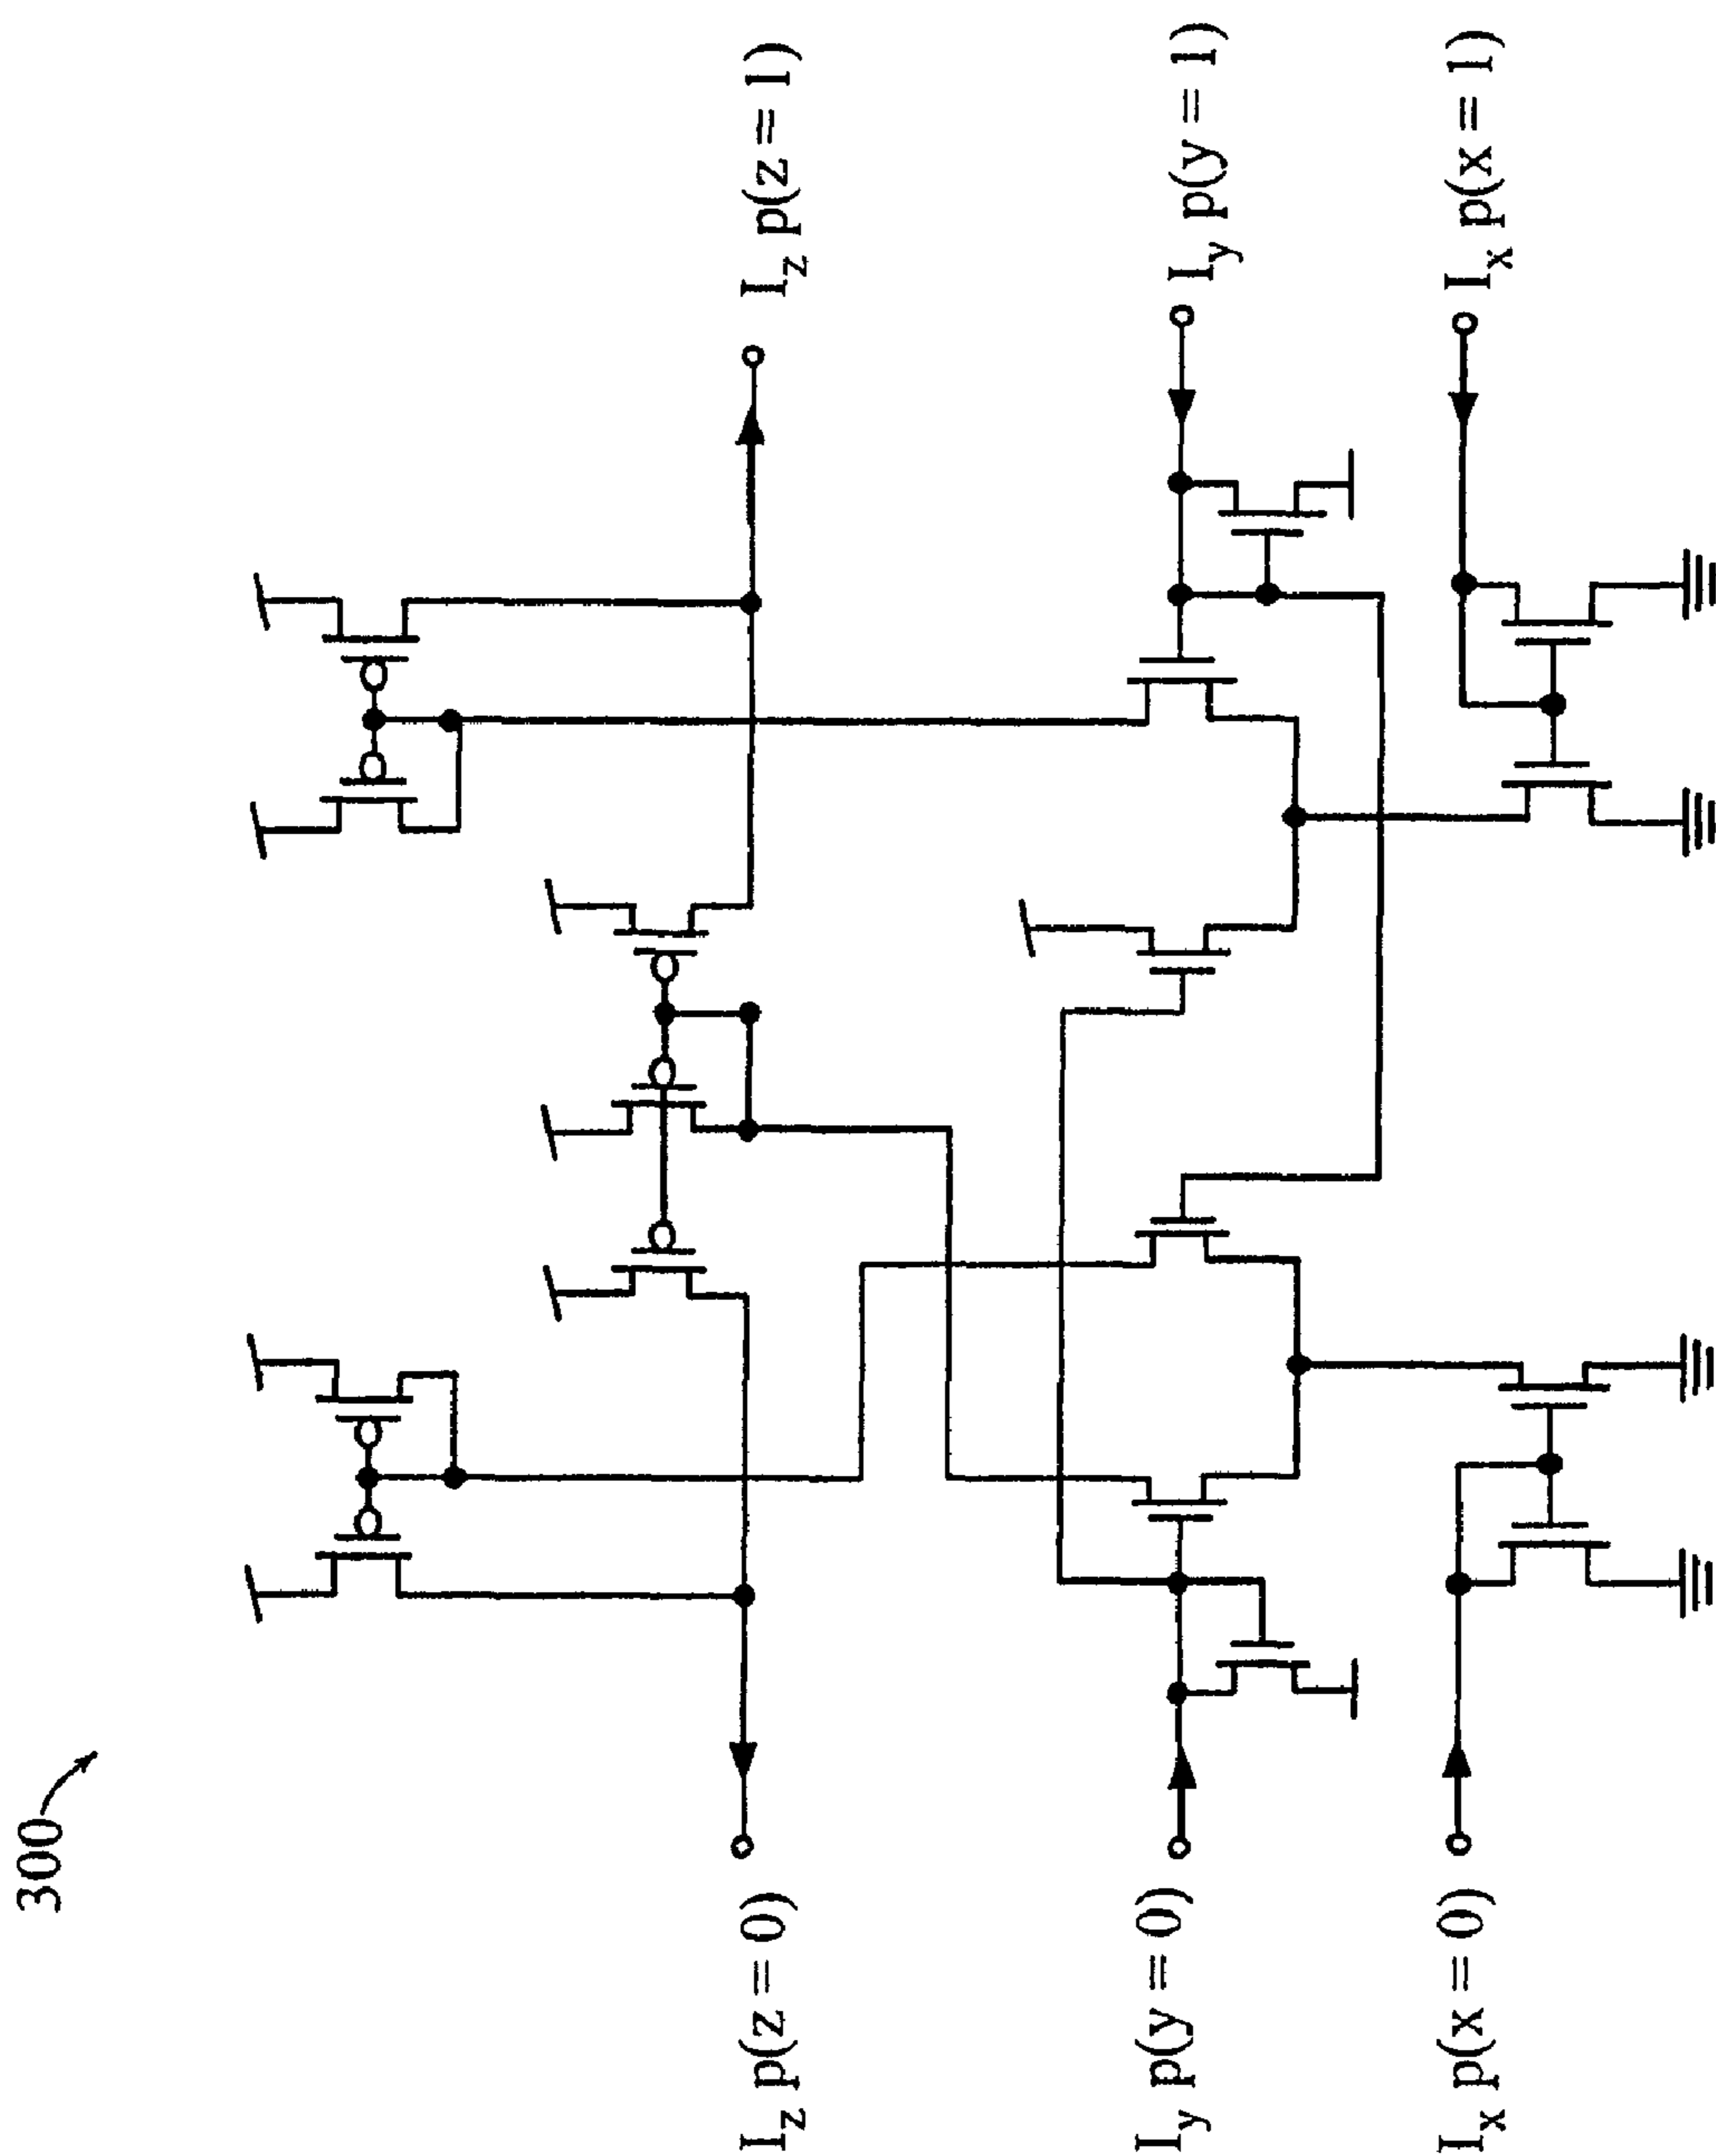 300
I_z p(z = 0)
I_z p(z = 1)
I_y p(y = 0)
I_y p(y = 1)
I_x p(x = 0)
I_x p(x = 1)